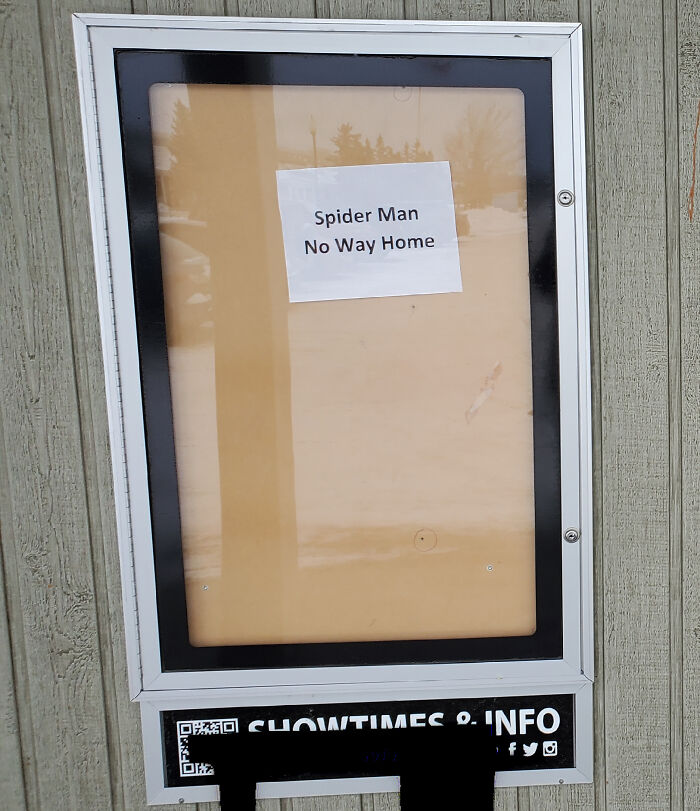 Spider Man
No Way Home
SHOWTIMES & INFO